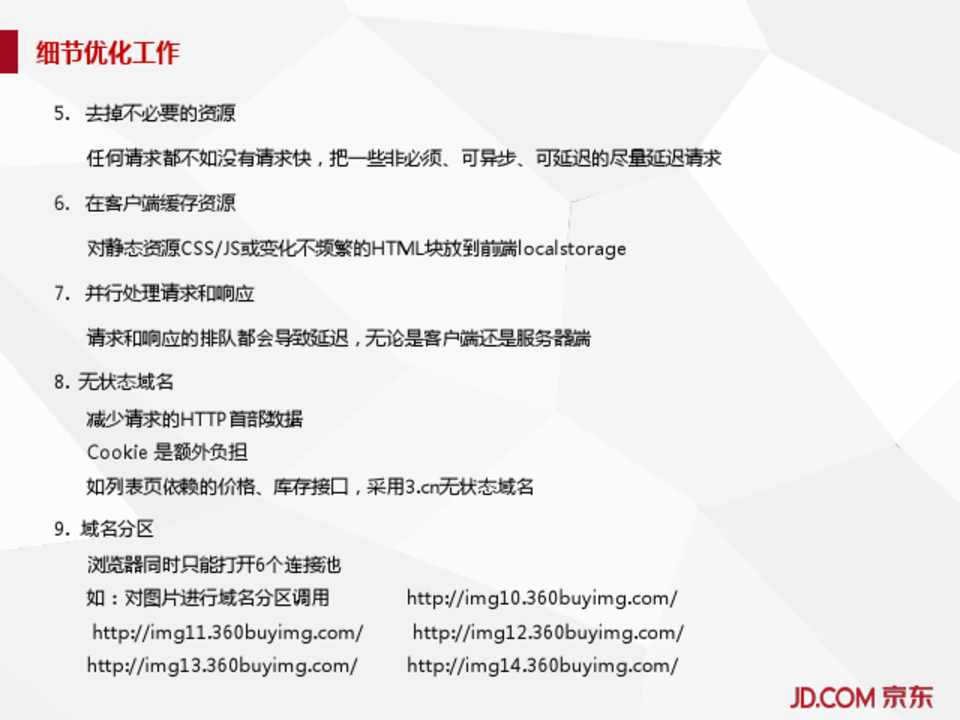 细节优化工作
5. 去掉不必要的资源
任何请求都不如没有请求快，把一些非必须、可异步、可延迟的尽量延迟请求
6. 在客户端缓存资源
对静态资源CSS/JS或变化不频繁的HTML块放到前端localstorage
7. 并行处理请求和响应
请求和响应的排队都会导致延迟，无论是客户端还是服务器端
8. 无状态域名
减少请求的HTTP首部数据
Cookie 是额外负担
如列表页依赖的价格、库存接口，采用3.cn无状态域名
9. 域名分区
浏览器同时只能打开6个连接池
如：对图片进行域名分区调用 http://img10.360buyimg.com/
http://img11.360buyimg.com/ http://img12.360buyimg.com/
http://img13.360buyimg.com/ http://img14.360buyimg.com/
JD.COM 京东